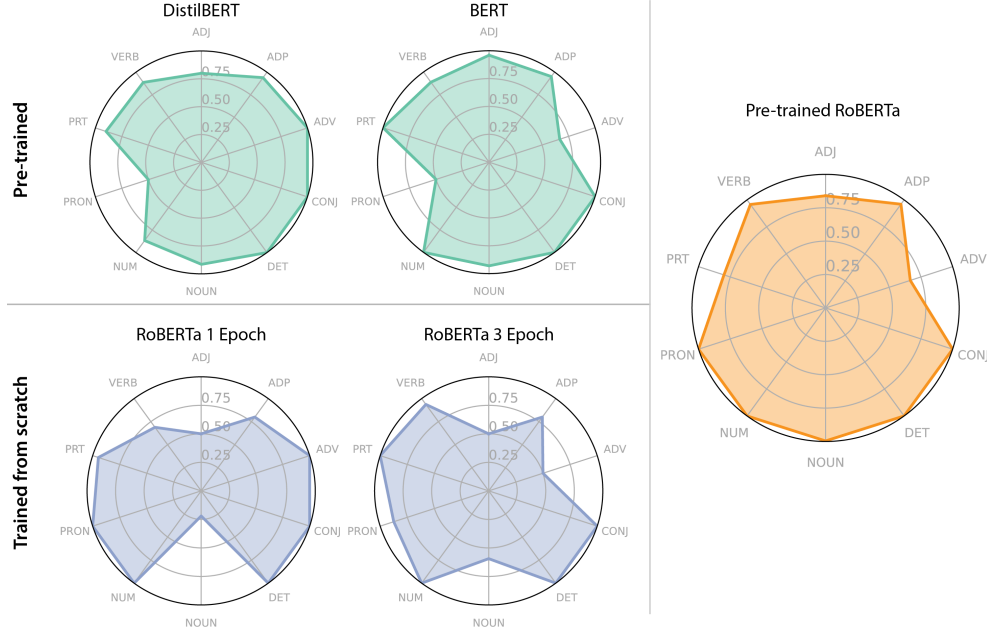 DistilBERT
BERT
Pre-trained
ADJ
ADP
ADV
CONJ
DET
NOUN
NUM
PRON
PRT
VERB
0.25
0.50
0.75
ADJ
ADP
ADV
CONJ
DET
NOUN
NUM
PRON
PRT
VERB
0.25
0.50
0.75
Trained from scratch
RoBERTa 1 Epoch
ADJ
ADP
ADV
CONJ
DET
NOUN
NUM
PRON
PRT
VERB
0.25
0.50
0.75
RoBERTa 3 Epoch
ADJ
ADP
ADV
CONJ
DET
NOUN
NUM
PRON
PRT
VERB
0.25
0.50
0.75
Pre-trained RoBERTa
ADJ
ADP
ADV
CONJ
DET
NOUN
NUM
PRON
PRT
VERB
0.25
0.50
0.75